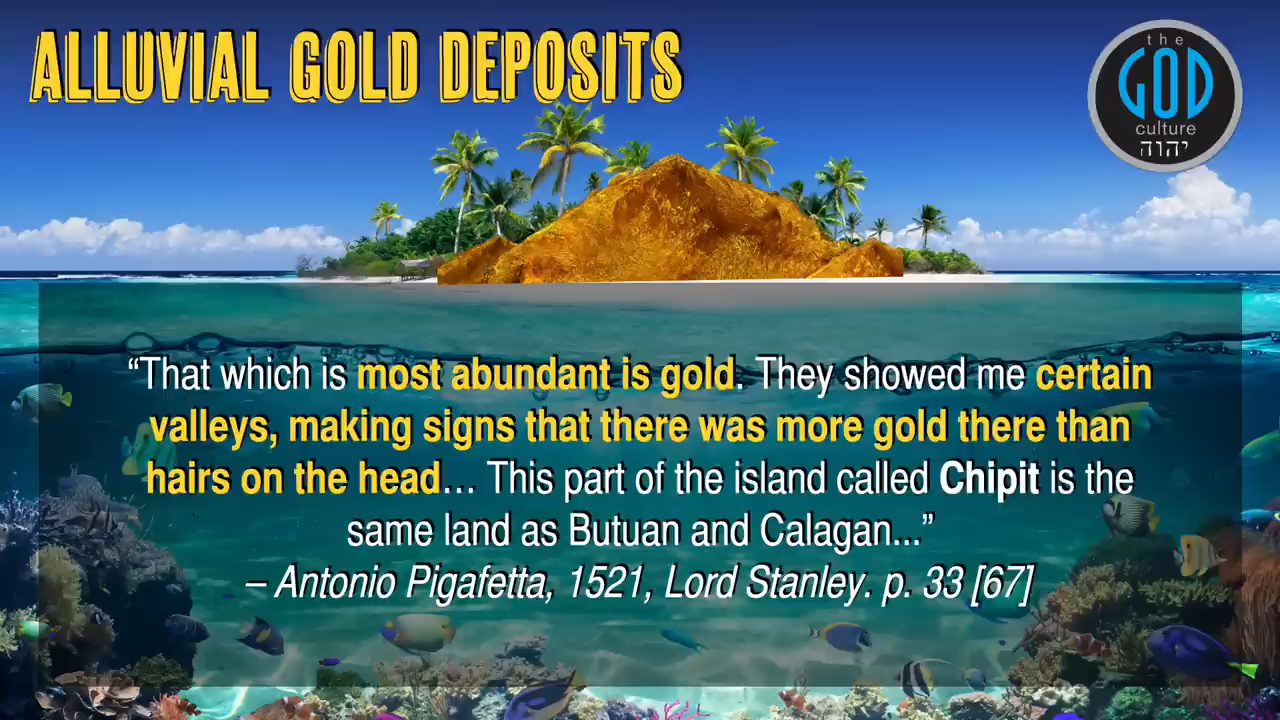 ALLUVIAL GOLD DEPOSITS
the
GOD
culture
יהוה
“That which is most abundant is gold. They showed me certain
valleys, making signs that there was more gold there than
hairs on the head… This part of the island called Chipit is the
same land as Butuan and Calagan...”
– Antonio Pigafetta, 1521, Lord Stanley. p. 33 [67]